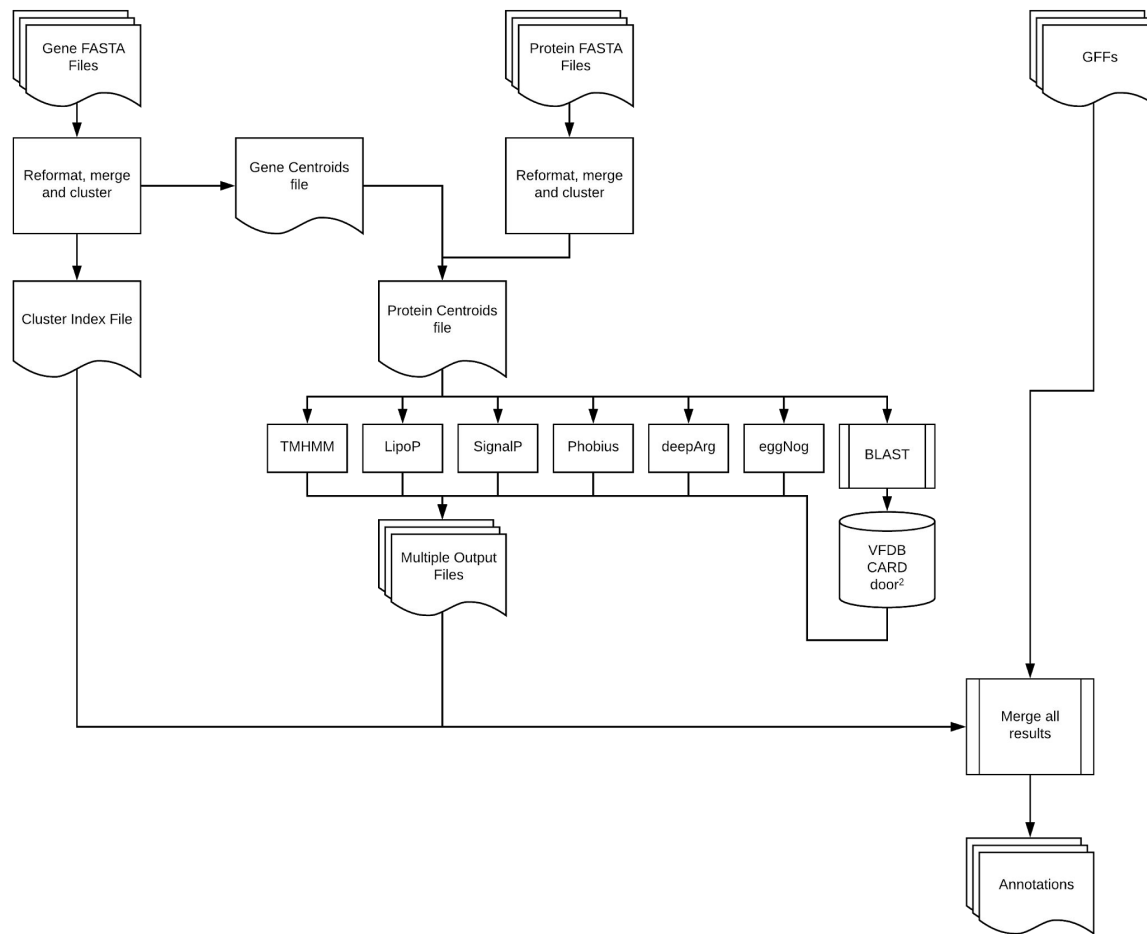 Gene FASTA
Files
Protein FASTA
Files
GFFs
Reformat, merge
and cluster
Gene Centroids
file
Reformat, merge
and cluster
Cluster Index File
Protein Centroids
file
TMHMM
LipoP
SignalP
Phobius
deepArg
eggNog
BLAST
Multiple Output
Files
VFDB
CARD
door²
Merge all
results
Annotations